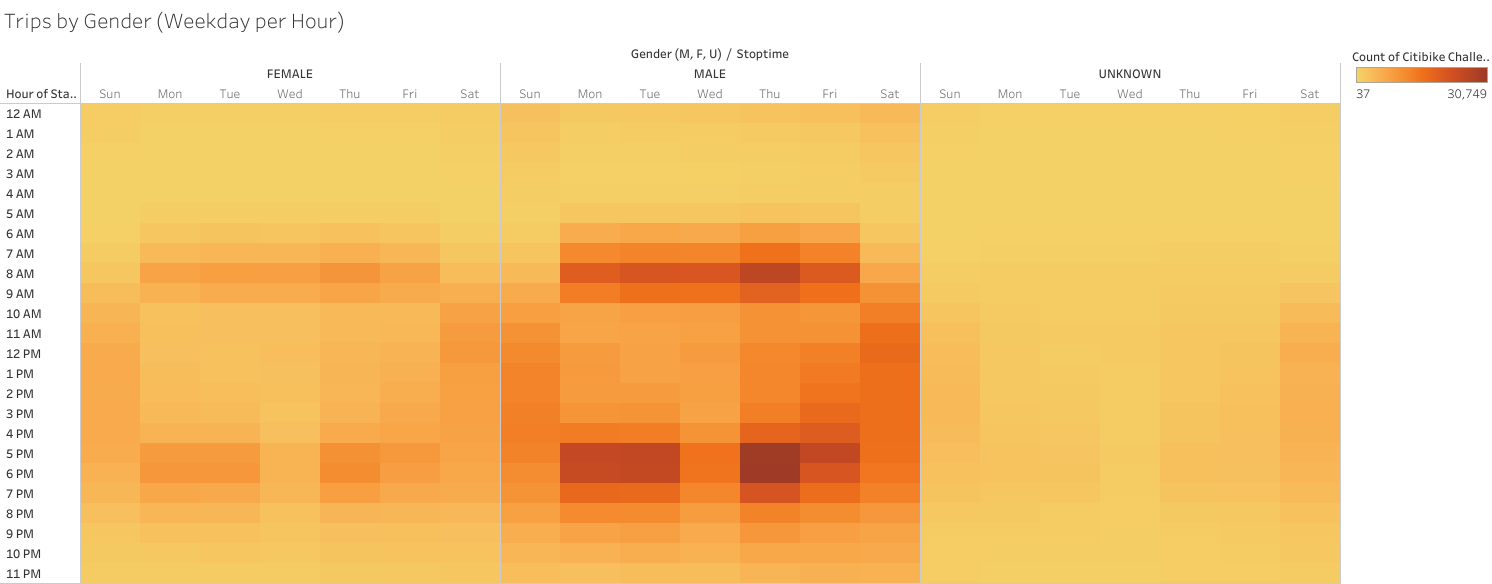 Trips by Gender (Weekday per Hour)
Gender (M, F, U) / Stoptime
Count of Citibike Challe..
FEMALE MALE UNKNOWN
37 30,749
Hour of Sta.. Sun Mon Tue Wed Thu Fri Sat Sun Mon Tue Wed Thu Fri Sat Sun Mon Tue Wed Thu Fri Sat
12 AM
1 AM
2 AM
3 AM
4 AM
5 AM
6 AM
7 AM
8 AM
9 AM
10 AM
11 AM
12 PM
1 PM
2 PM
3 PM
4 PM
5 PM
6 PM
7 PM
8 PM
9 PM
10 PM
11 PM